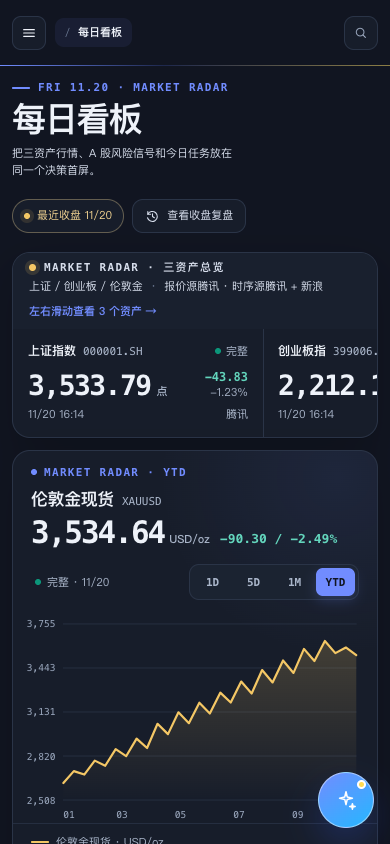 / 每日看板
FRI 11.20 · MARKET RADAR
每日看板
把三资产行情、A 股风险信号和今日任务放在
同一个决策首屏。
最近收盘 11/20
查看收盘复盘
MARKET RADAR · 三资产总览
上证 / 创业板 / 伦敦金 · 报价源腾讯 · 时序源腾讯 + 新浪
左右滑动查看 3 个资产 →
上证指数 000001.SH 完整
3,533.79 点 −43.83
−1.23%
11/20 16:14 腾讯
创业板指 399006.
2,212.1
11/20 16:14
MARKET RADAR · YTD
伦敦金现货 XAUUSD
3,534.64 USD/oz −90.30 / −2.49%
完整 · 11/20
1D 5D 1M YTD
3,755
3,443
3,131
2,820
2,508
01 03 05 07 09
伦敦金现货 XAUUSD